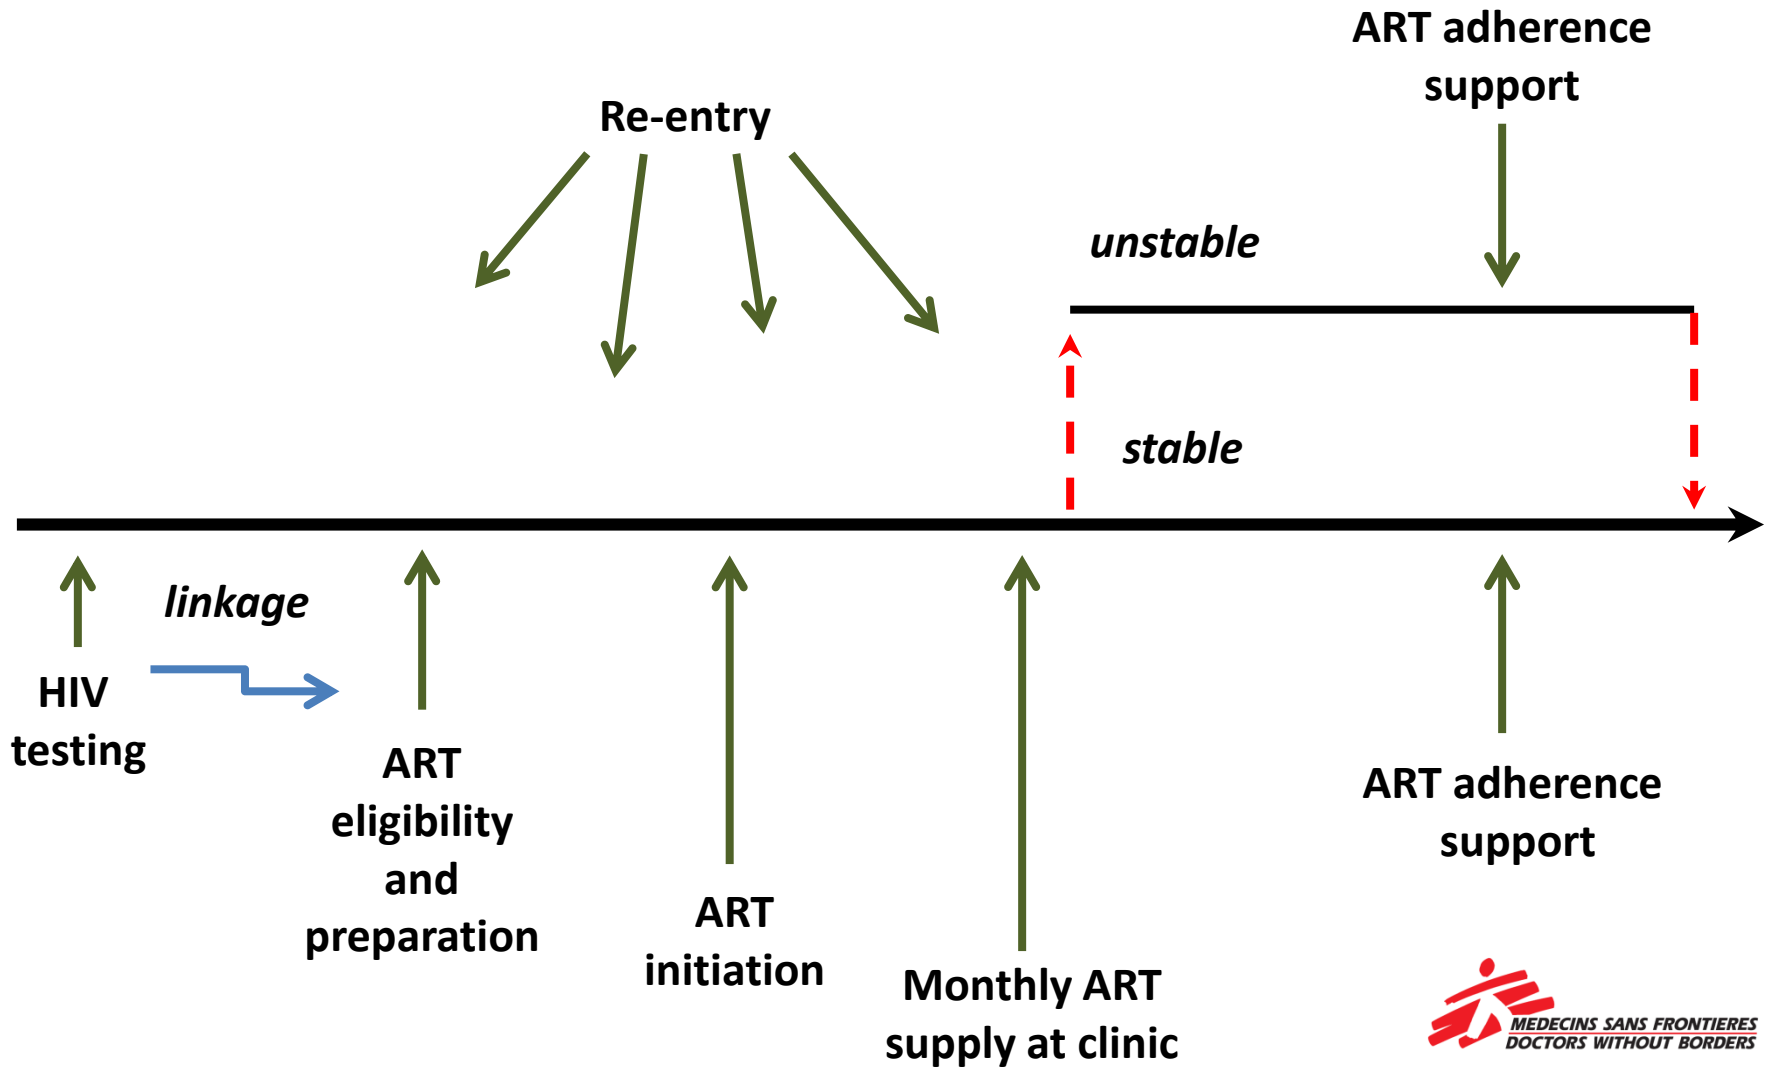 ART adherence
support
Re-entry
unstable
stable
linkage
HIV
testing
ART
eligibility
and
preparation
ART
initiation
Monthly ART
supply at clinic
ART adherence
support
MEDECINS SANS FRONTIERES
DOCTORS WITHOUT BORDERS